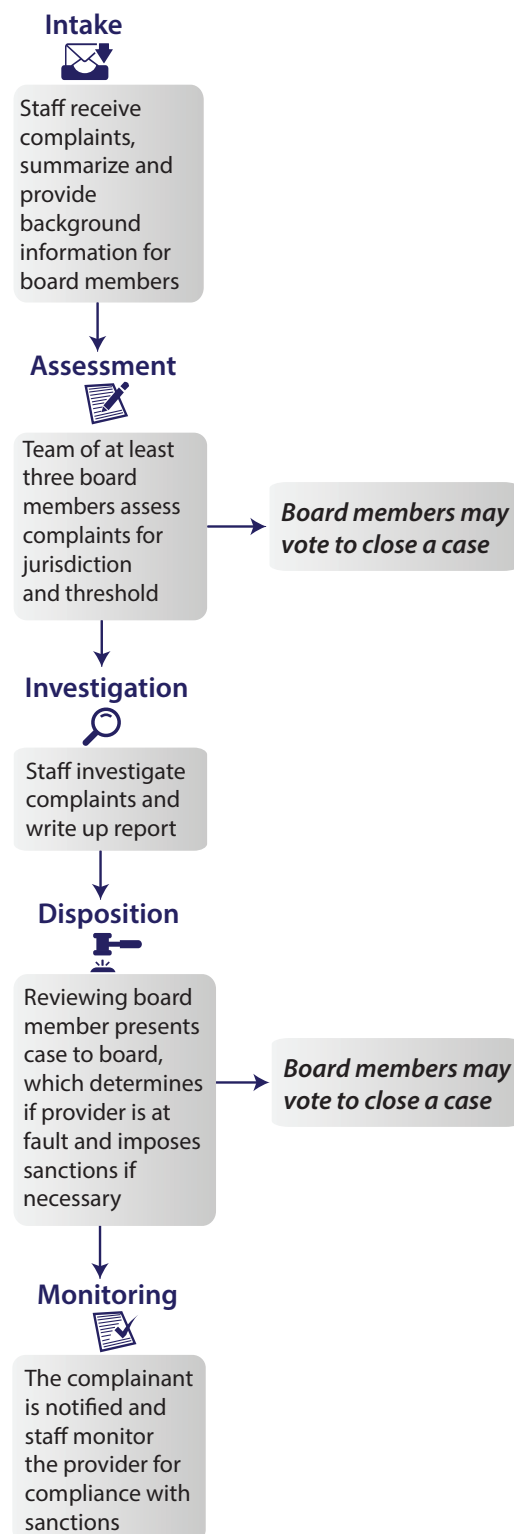 Intake
Staff receive
complaints,
summarize and
provide
background
information for
board members
Assessment
Team of at least
three board
members assess
complaints for
jurisdiction
and threshold
Board members may
vote to close a case
Investigation
Staff investigate
complaints and
write up report
Disposition
Reviewing board
member presents
case to board,
which determines
if provider is at
fault and imposes
sanctions if
necessary
Board members may
vote to close a case
Monitoring
The complainant
is notified and
staff monitor
the provider for
compliance with
sanctions